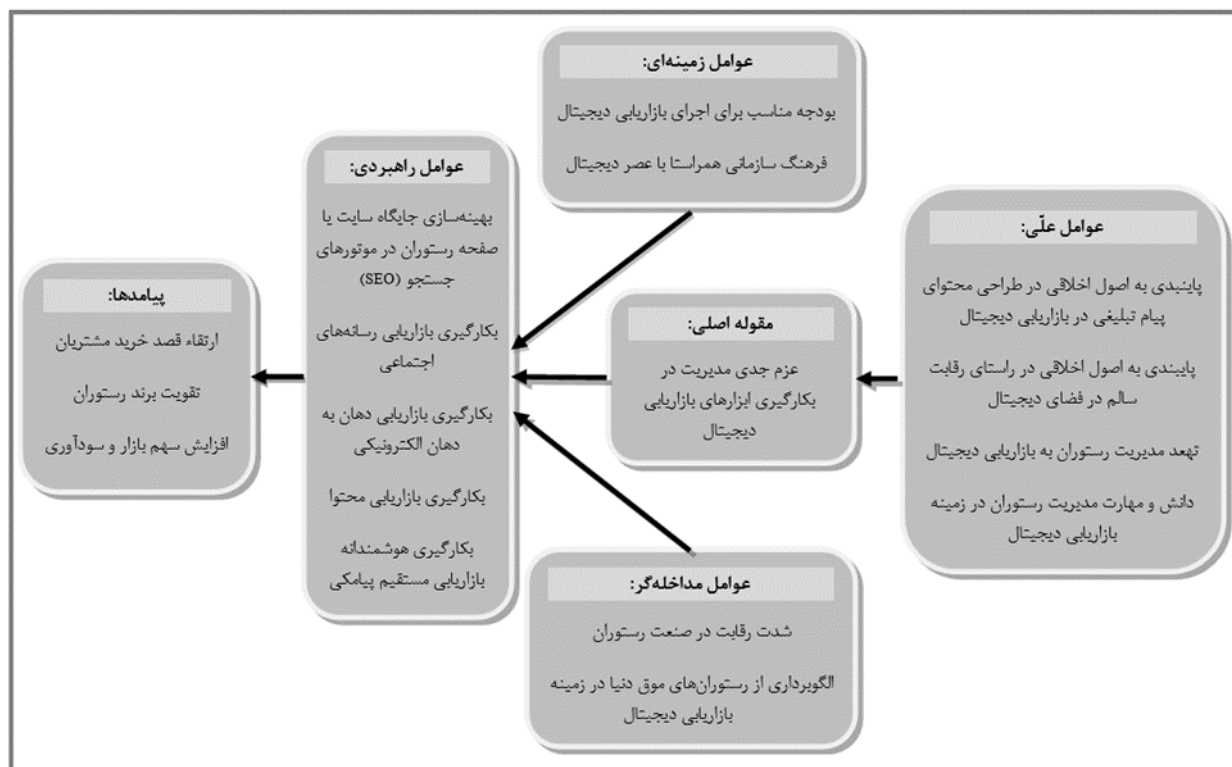 عوامل زمینه‌ای:
بودجه مناسب برای اجرای بازاریابی دیجیتال
فرهنگ سازمانی همراستا با عصر دیجیتال
عوامل علّی:
پاینبدی به اصول اخلاقی در طراحی محتوای
پیام تبلیغی در بازاریابی دیجیتال
پایبندی به اصول اخلاقی در راستای رقابت
سالم در فضای دیجیتال
تهعد مدیریت رستوران به بازاریابی دیجیتال
دانش و مهارت مدیریت رستوران در زمینه
بازاریابی دیجیتال
مقوله اصلی:
عزم جدی مدیریت در
بکارگیری ابزارهای بازاریابی
دیجیتال
عوامل مداخله‌گر:
شدت رقابت در صنعت رستوران
الگوبرداری از رستوران‌های موق دنیا در زمینه
بازاریابی دیجیتال
عوامل راهبردی:
بهینه‌سازی جایگاه سایت یا
صفحه رستوران در موتورهای
جستجو (SEO)
بکارگیری بازاریابی رسانه‌های
اجتماعی
بکارگیری بازاریابی دهان به
دهان الکترونیکی
بکارگیری بازاریابی محتوا
بکارگیری هوشمندانه
بازاریابی مستقیم پیامکی
پیامدها:
ارتقاء قصد خرید مشتریان
تقویت برند رستوران
افزایش سهم بازار و سودآوری